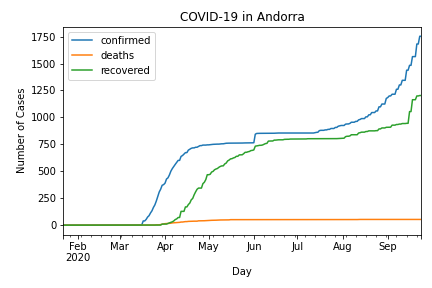 COVID-19 in Andorra
confirmed
deaths
recovered
Number of Cases
1750
1500
1250
1000
750
500
250
0
Feb Mar Apr May Jun Jul Aug Sep
2020
Day